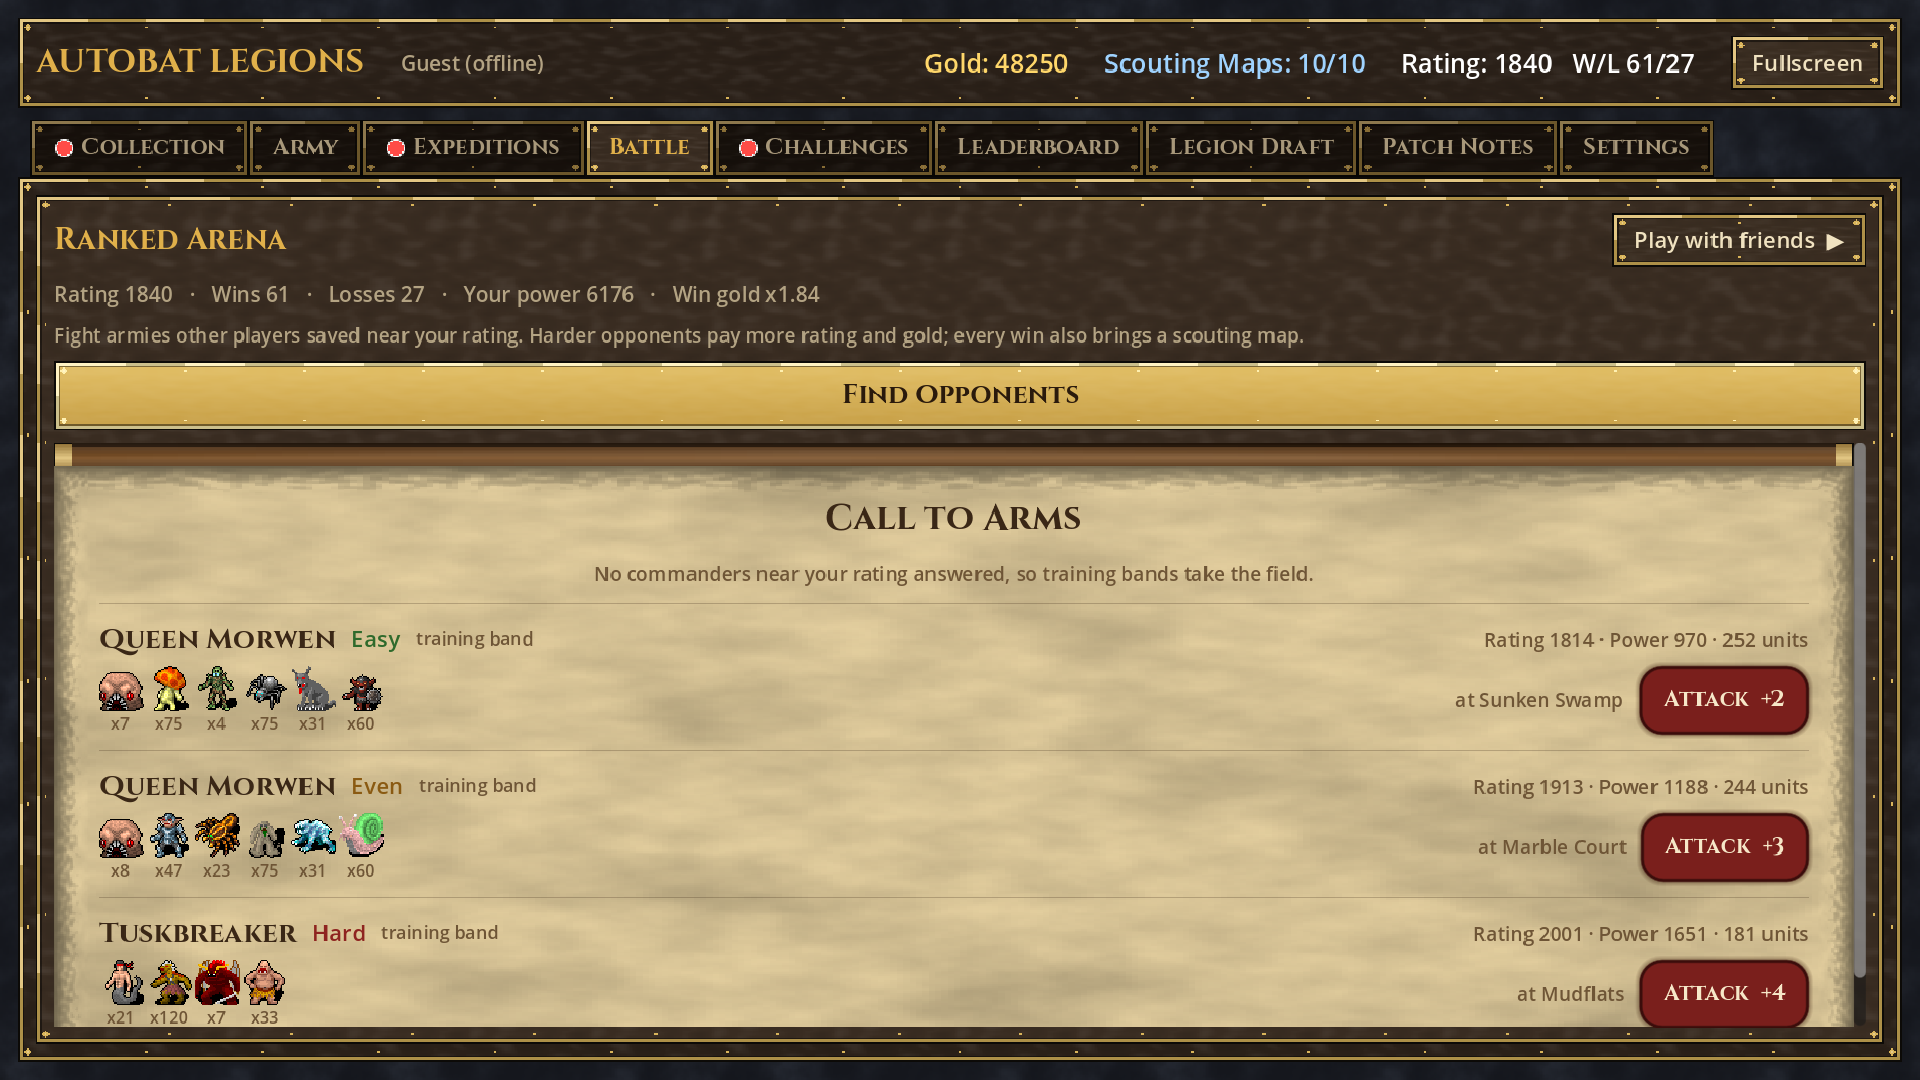 AUTOBAT LEGIONS Guest (offline) Gold: 48250 Scouting Maps: 10/10 Rating: 1840 W/L 61/27 Fullscreen
COLLECTION ARMY EXPEDITIONS BATTLE CHALLENGES LEADERBOARD LEGION DRAFT PATCH NOTES SETTINGS
RANKED ARENA Play with friends ▶
Rating 1840 · Wins 61 · Losses 27 · Your power 6176 · Win gold x1.84
Fight armies other players saved near your rating. Harder opponents pay more rating and gold; every win also brings a scouting map.
FIND OPPONENTS
CALL TO ARMS
No commanders near your rating answered, so training bands take the field.
QUEEN MORWEN Easy training band Rating 1814 · Power 970 · 252 units
at Sunken Swamp ATTACK +2
x7 x75 x4 x75 x31 x60
QUEEN MORWEN Even training band Rating 1913 · Power 1188 · 244 units
at Marble Court ATTACK +3
x8 x47 x23 x75 x31 x60
TUSKBREAKER Hard training band Rating 2001 · Power 1651 · 181 units
at Mudflats ATTACK +4
x21 x120 x7 x33